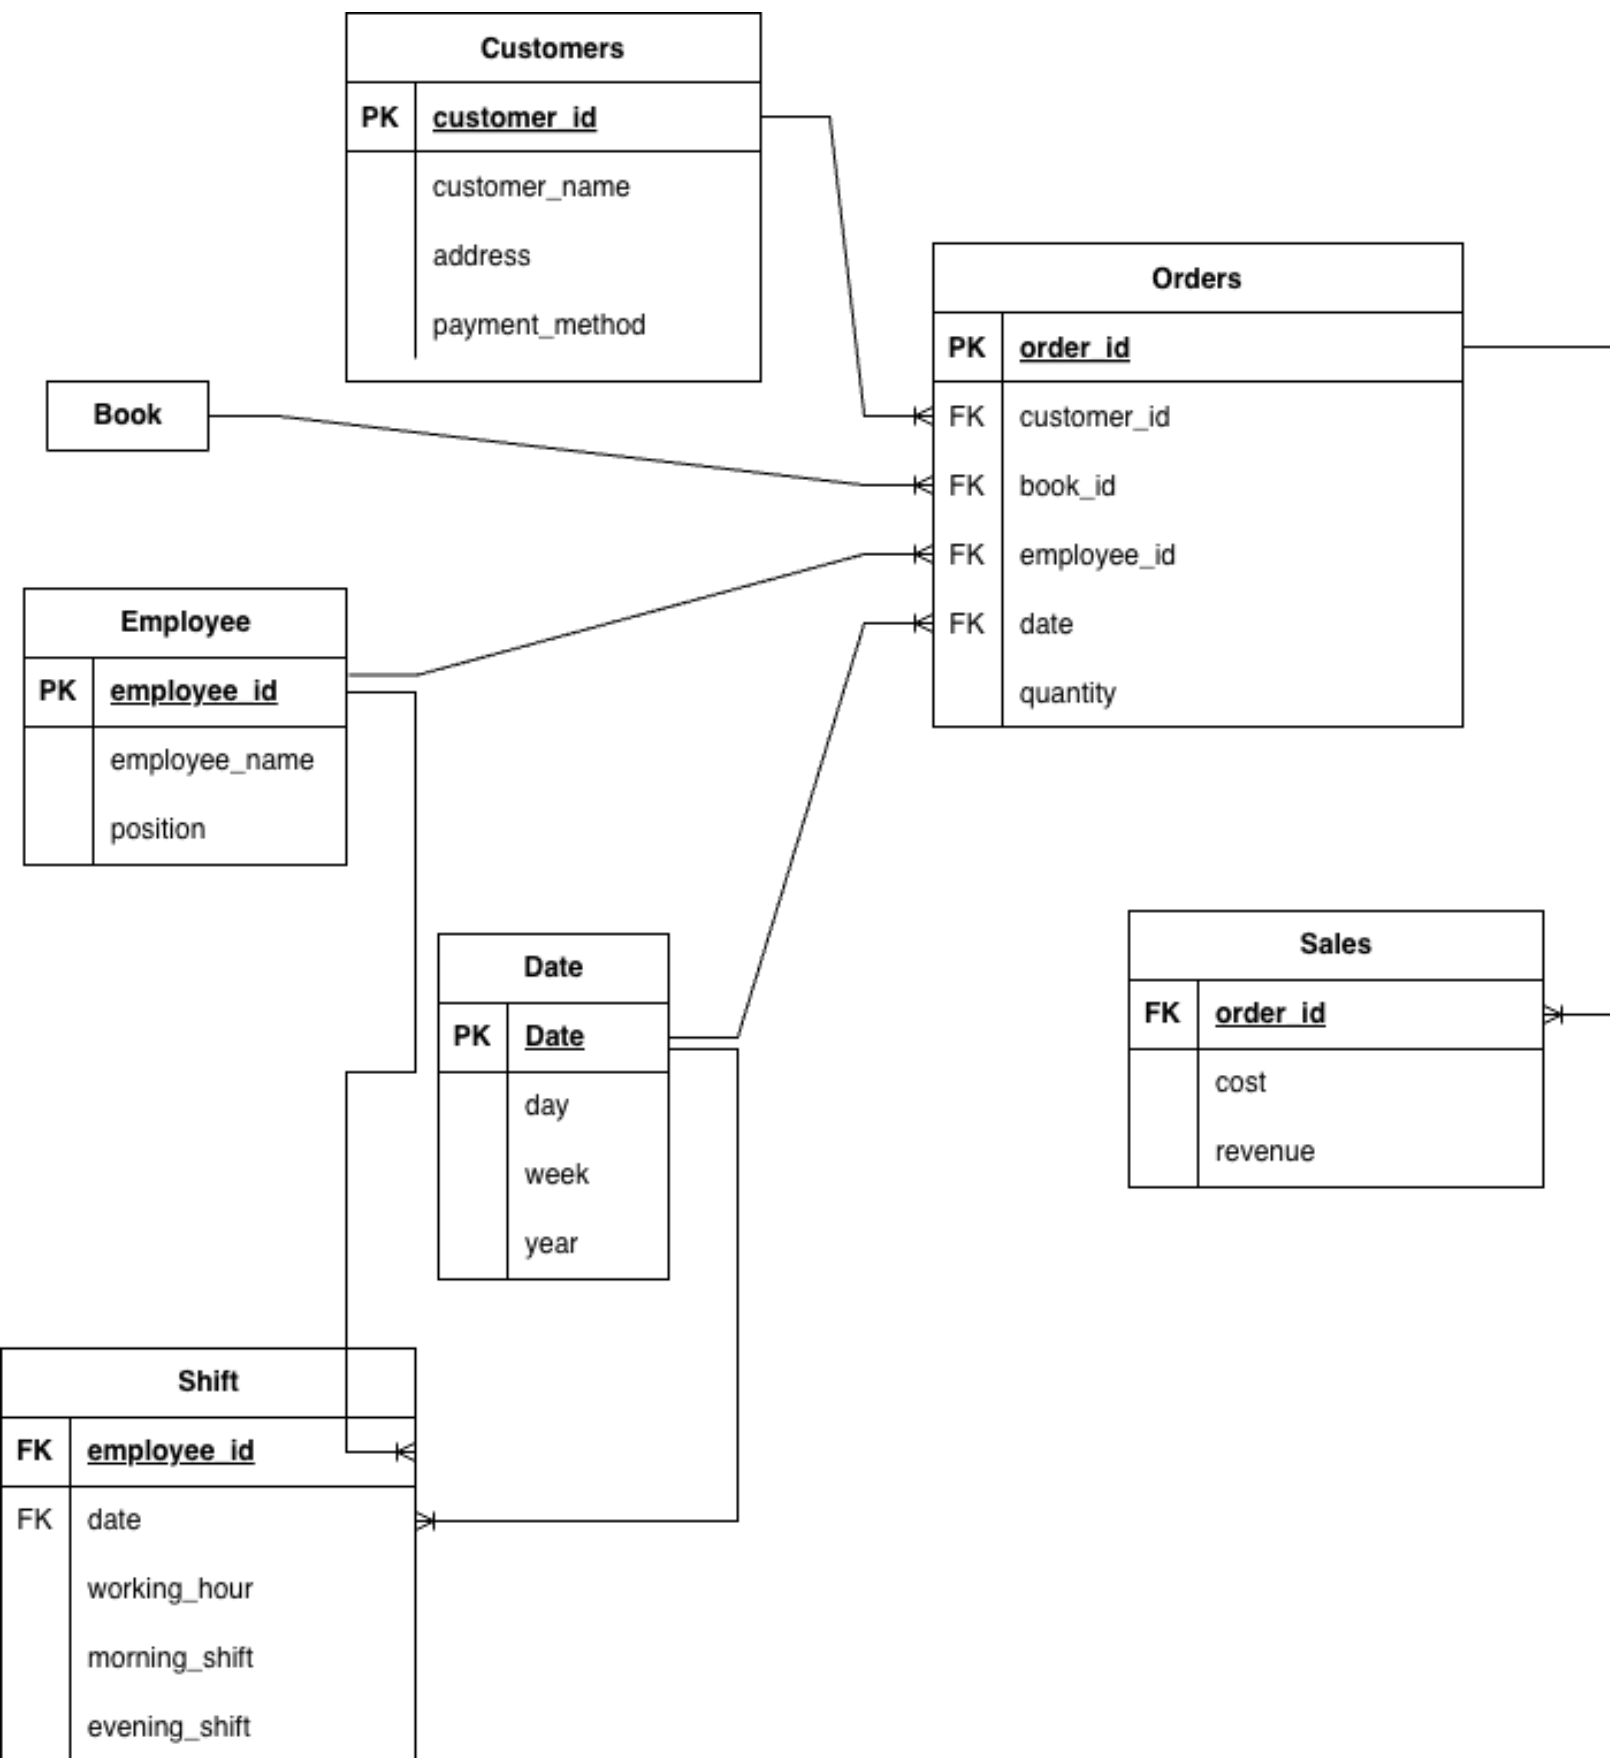 Customers
PK customer_id
customer_name
address
payment_method
Book
Orders
PK order_id
FK customer_id
FK book_id
FK employee_id
FK date
quantity
Employee
PK employee_id
employee_name
position
Date
PK Date
day
week
year
Sales
FK order_id
cost
revenue
Shift
FK employee_id
FK date
working_hour
morning_shift
evening_shift